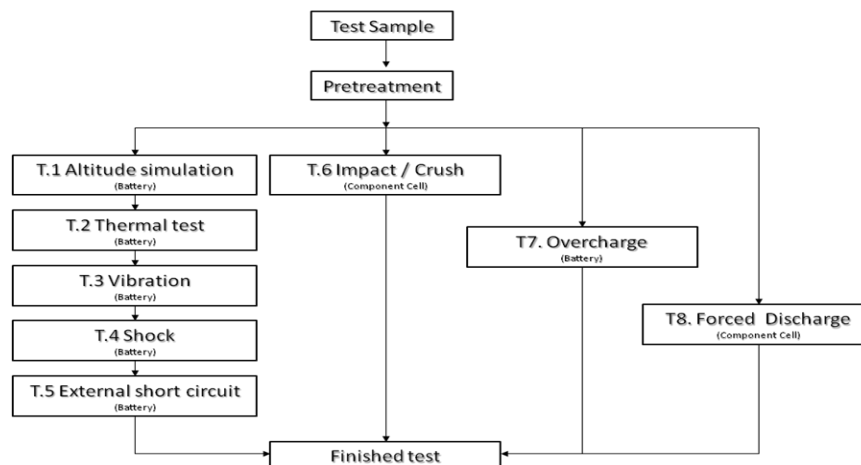 Test Sample
Pretreatment
T.1 Altitude simulation
(Battery)
T.2 Thermal test
(Battery)
T.3 Vibration
(Battery)
T.4 Shock
(Battery)
T.5 External short circuit
(Battery)
T.6 Impact / Crush
(Component Cell)
T7. Overcharge
(Battery)
T8. Forced Discharge
(Component Cell)
Finished test